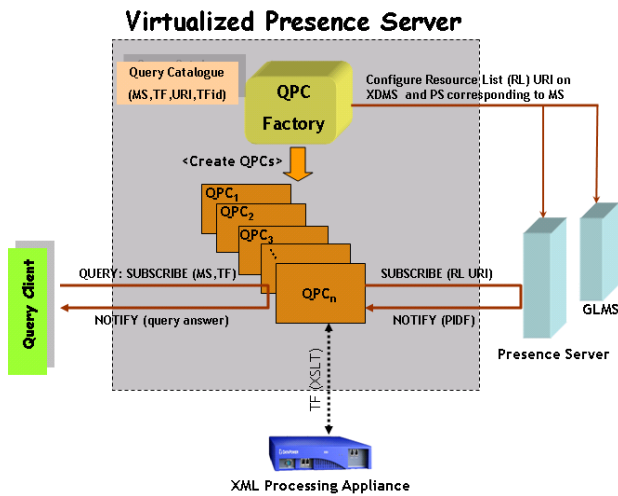 Virtualized Presence Server
Query Catalogue
(MS,TF,URI,TFid)
QPC
Factory
Configure Resource List (RL) URI on
XDMS and PS corresponding to MS
<Create QPCs>
QPC1
QPC2
QPC3
...
QPCn
Query Client
QUERY: SUBSCRIBE (MS,TF)
NOTIFY (query answer)
SUBSCRIBE (RL URI)
NOTIFY (PIDF)
GLMS
Presence Server
TF (XSLT)
XML Processing Appliance